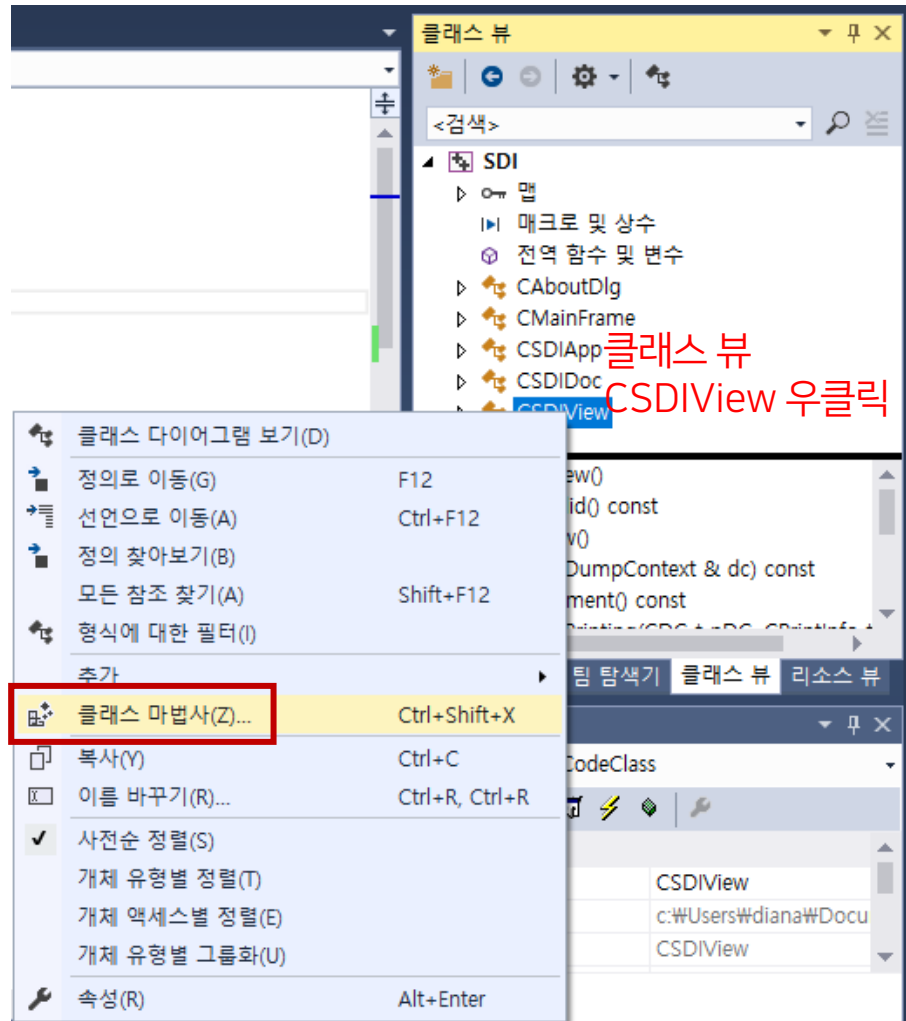 클래스 뷰
<검색>
SDI
맵
매크로 및 상수
전역 함수 및 변수
CAboutDlg
CMainFrame
CSDIApp
클래스 뷰
CSDIDoc
CSDIView 우클릭
CSDIView
클래스 다이어그램 보기(D)
정의로 이동(G) F12
선언으로 이동(A) Ctrl+F12
정의 찾아보기(B)
모든 참조 찾기(A) Shift+F12
형식에 대한 필터(I)
추가
클래스 마법사(Z)... Ctrl+Shift+X
복사(Y) Ctrl+C
이름 바꾸기(R)... Ctrl+R, Ctrl+R
사전순 정렬(S)
개체 유형별 정렬(T)
개체 액세스별 정렬(E)
개체 유형별 그룹화(U)
속성(R) Alt+Enter
ew()
id() const
w()
DumpContext & dc) const
ment() const
Printing(CDC * pDC, CPrintInfo *
팀 탐색기 클래스 뷰 리소스 뷰
CodeClass
CSDIView
c:₩Users₩diana₩Docu
CSDIView